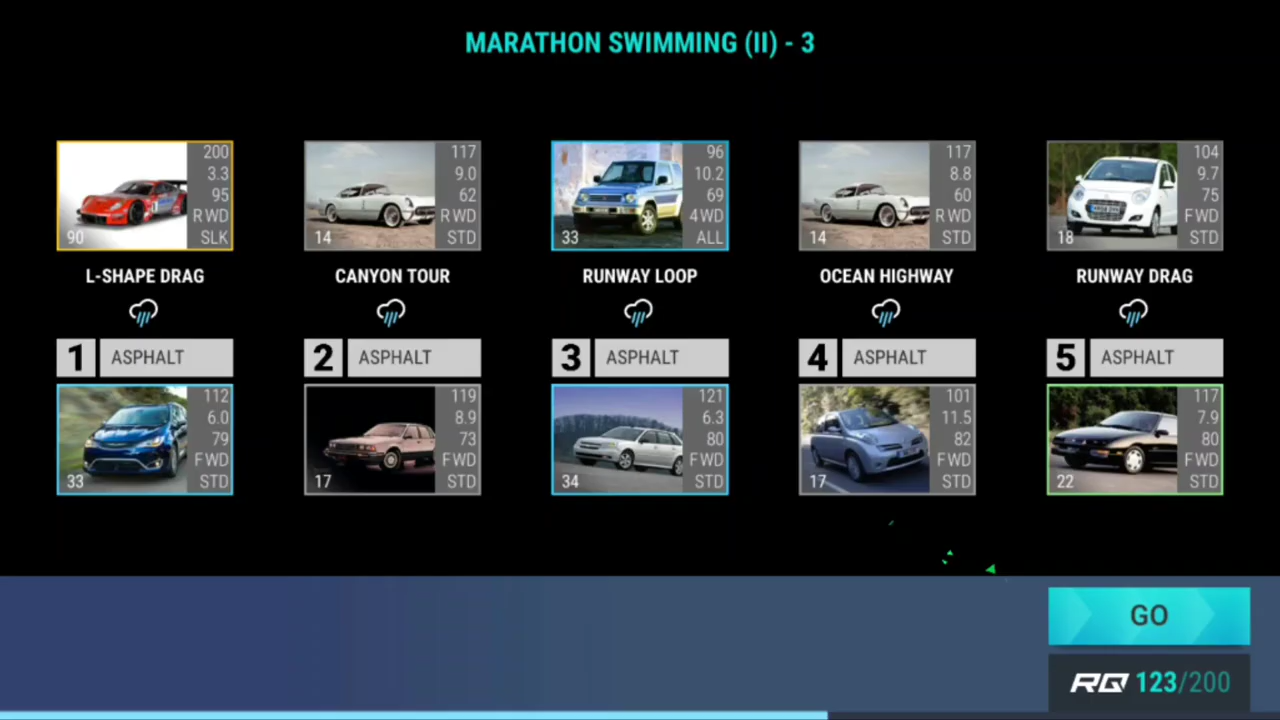 MARATHON SWIMMING (II) - 3
200
3.3
95
RWD
SLK
90
117
9.0
62
RWD
STD
14
96
10.2
69
4WD
ALL
33
117
8.8
60
RWD
STD
14
104
9.7
75
FWD
STD
18
L-SHAPE DRAG
CANYON TOUR
RUNWAY LOOP
OCEAN HIGHWAY
RUNWAY DRAG
1 ASPHALT
2 ASPHALT
3 ASPHALT
4 ASPHALT
5 ASPHALT
112
6.0
79
FWD
STD
33
119
8.9
73
FWD
STD
17
121
6.3
80
FWD
STD
34
101
11.5
82
FWD
STD
17
117
7.9
80
FWD
STD
22
GO
RQ 123/200